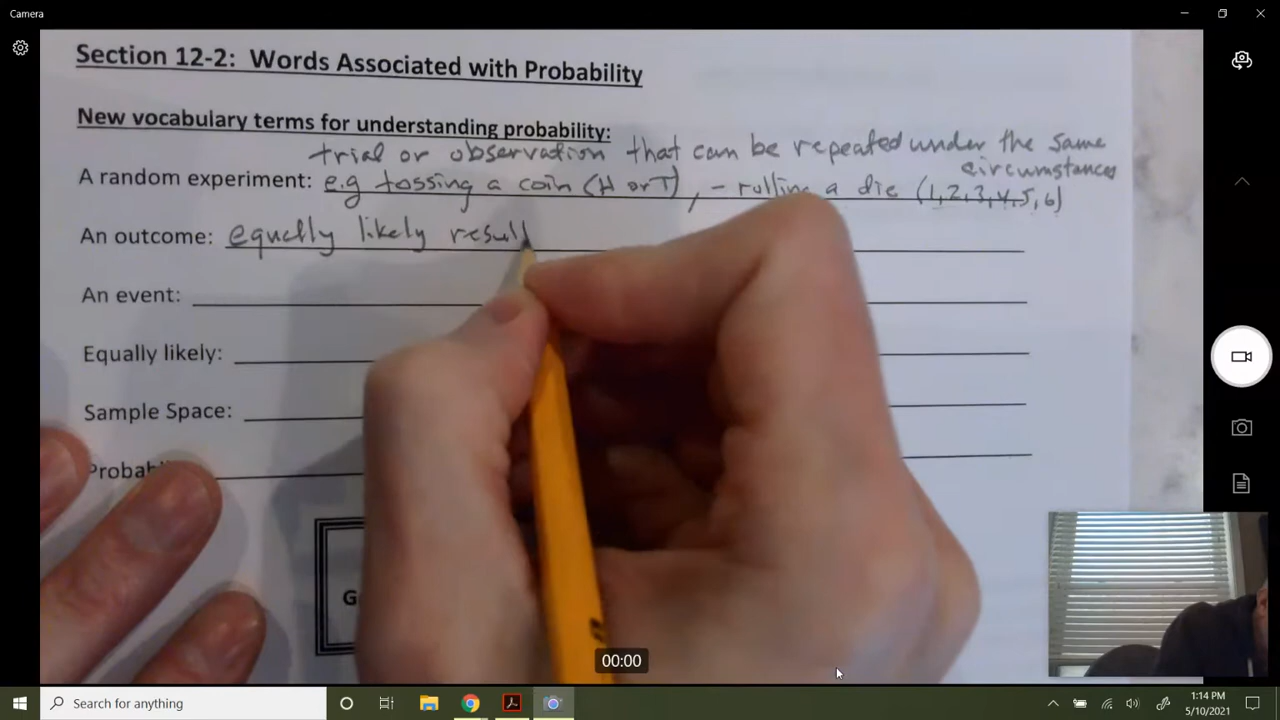 Camera
Section 12-2: Words Associated with Probability
New vocabulary terms for understanding probability:
trial or observation that can be repeated under the same
circumstances
A random experiment: e.g tossing a coin (H or T), - rolling a die (1,2,3,4,5,6)
An outcome: equally likely result
An event:
Equally likely:
Sample Space:
G
00:00
Search for anything
1:14 PM
5/10/2021